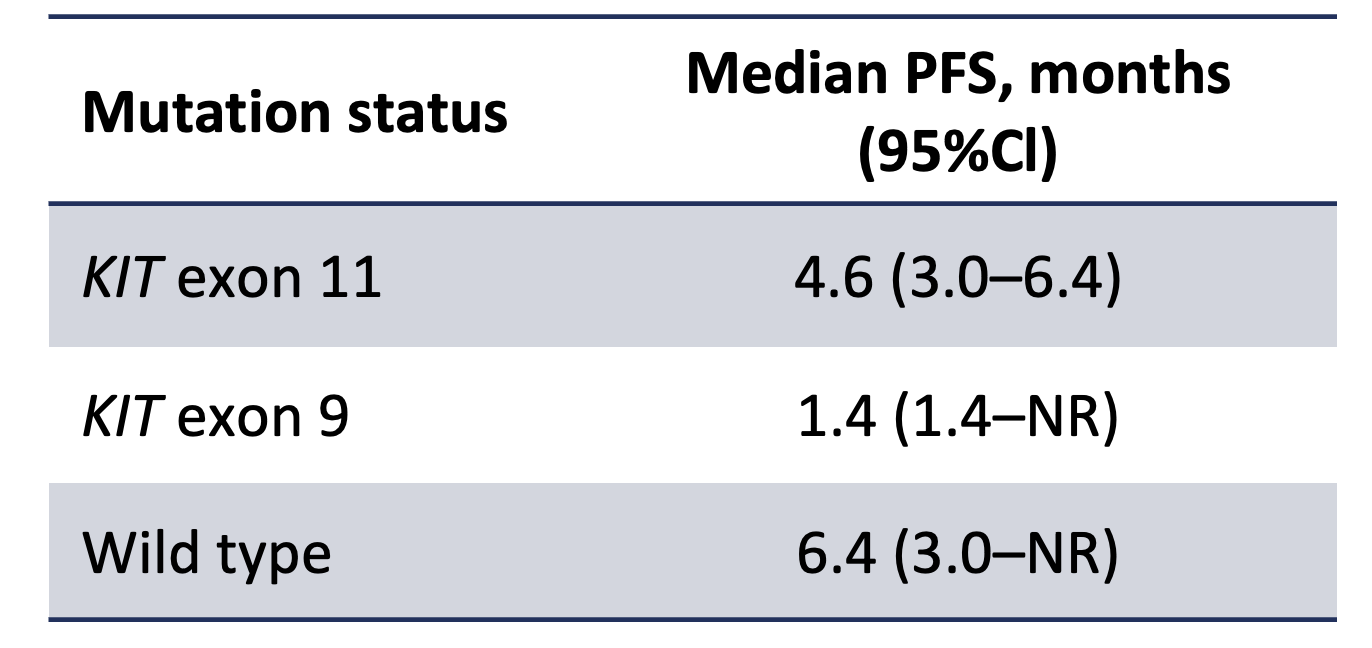 Mutation status
Median PFS, months
(95%Cl)
KIT exon 11
4.6 (3.0–6.4)
KIT exon 9
1.4 (1.4–NR)
Wild type
6.4 (3.0–NR)